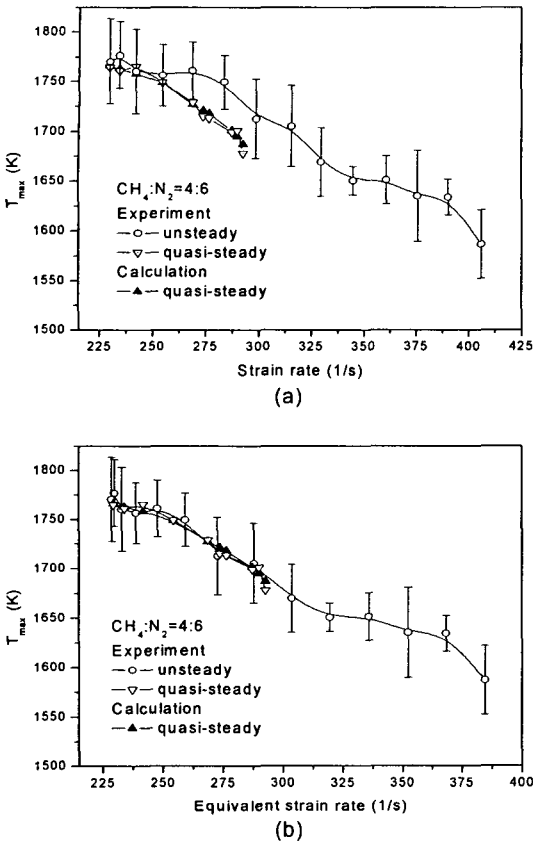 (a)
1800
1750
1700
1650
1600
1550
1500
T_max (K)
CH₄:N₂=4:6
Experiment
unsteady
quasi-steady
Calculation
quasi-steady
225 250 275 300 325 350 375 400 425
Strain rate (1/s)
(a)
1800
1750
1700
1650
1600
1550
1500
T_max (K)
CH₄:N₂=4:6
Experiment
unsteady
quasi-steady
Calculation
quasi-steady
225 250 275 300 325 350 375 400
Equivalent strain rate (1/s)
(b)